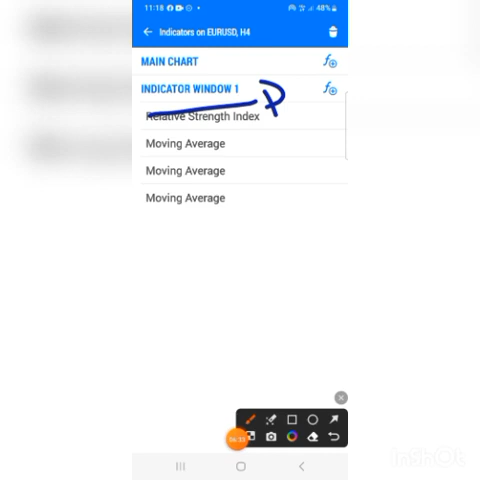 11:18
48%
Indicators on EURUSD, H4
MAIN CHART
f
INDICATOR WINDOW 1
f
P
Relative Strength Index
Moving Average
Moving Average
Moving Average
InShOt